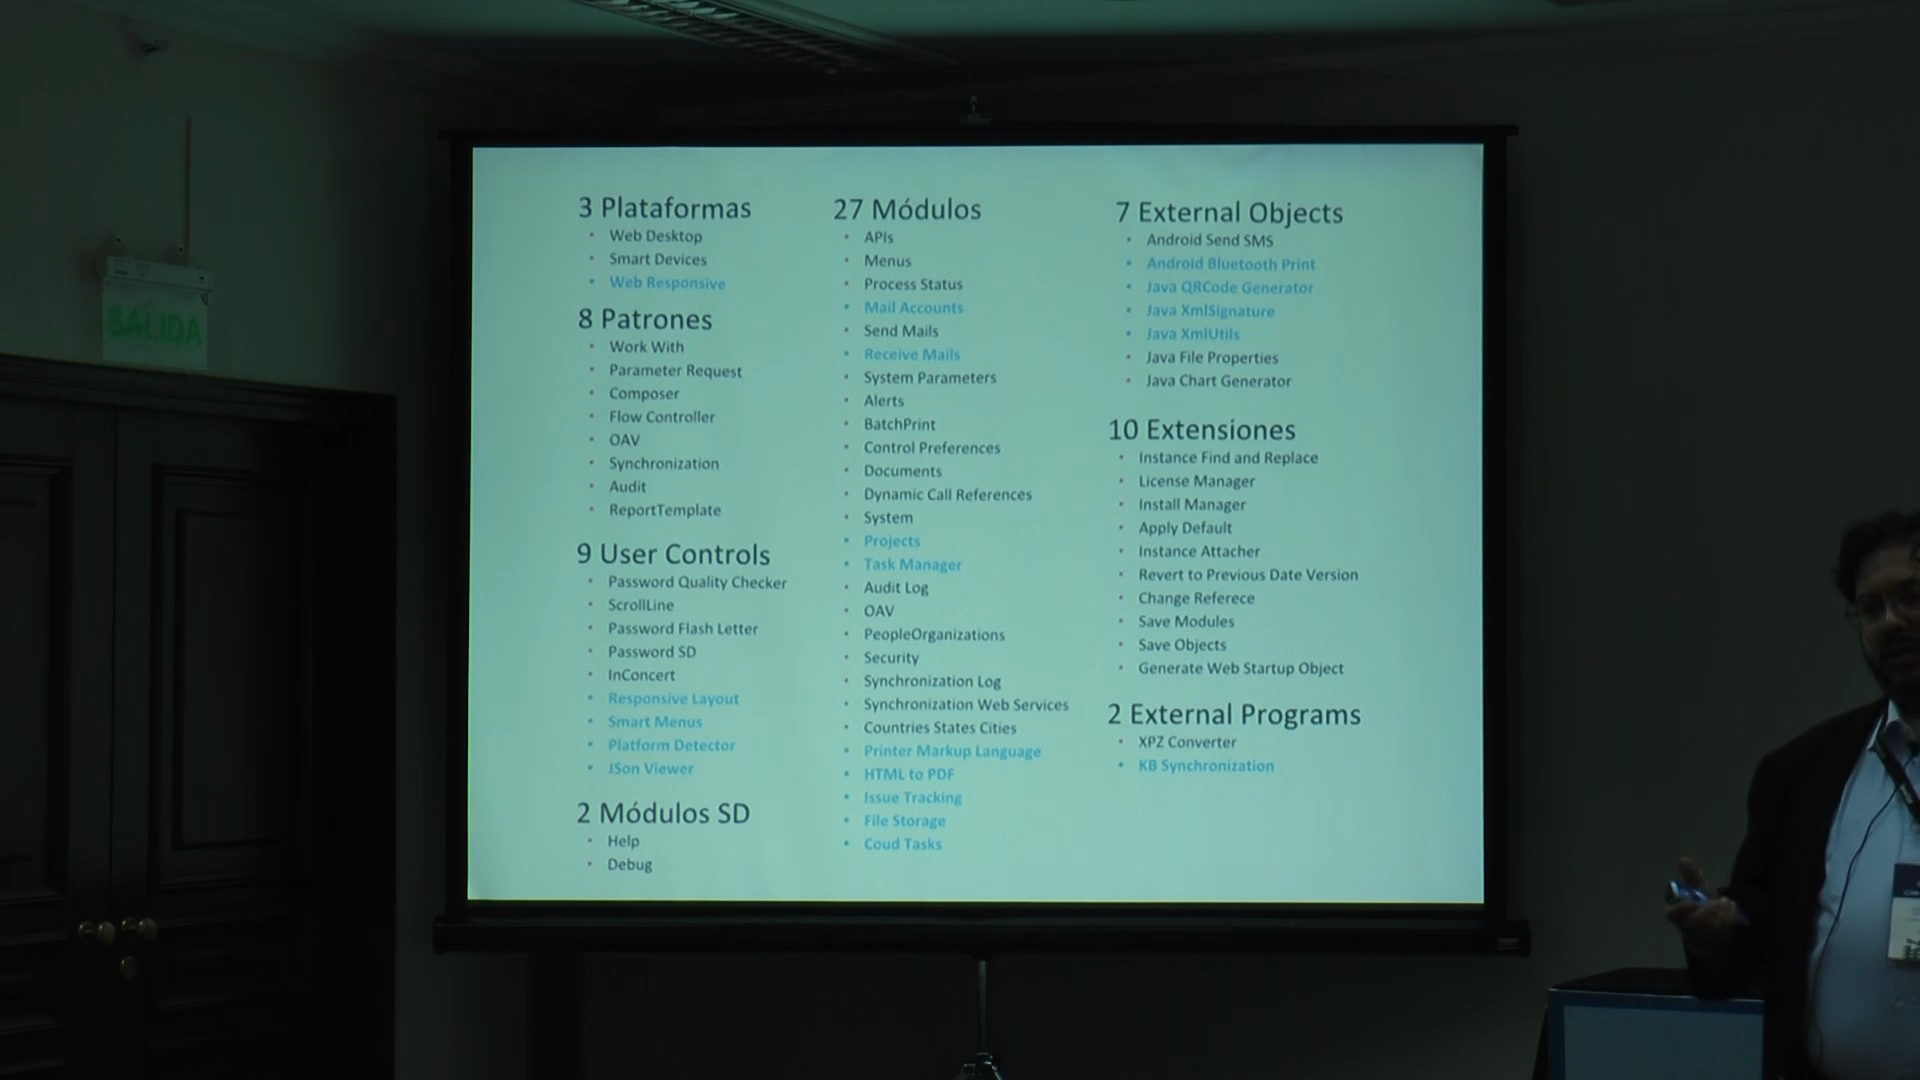 SALIDA
3 Plataformas
Web Desktop
Smart Devices
Web Responsive
8 Patrones
Work With
Parameter Request
Composer
Flow Controller
OAV
Synchronization
Audit
ReportTemplate
9 User Controls
Password Quality Checker
ScrollLine
Password Flash Letter
Password SD
InConcert
Responsive Layout
Smart Menus
Platform Detector
JSon Viewer
2 Módulos SD
Help
Debug
27 Módulos
APIs
Menus
Process Status
Mail Accounts
Send Mails
Receive Mails
System Parameters
Alerts
BatchPrint
Control Preferences
Documents
Dynamic Call References
System
Projects
Task Manager
Audit Log
OAV
PeopleOrganizations
Security
Synchronization Log
Synchronization Web Services
Countries States Cities
Printer Markup Language
HTML to PDF
Issue Tracking
File Storage
Coud Tasks
7 External Objects
Android Send SMS
Android Bluetooth Print
Java QRCode Generator
Java XmlSignature
Java XmlUtils
Java File Properties
Java Chart Generator
10 Extensiones
Instance Find and Replace
License Manager
Install Manager
Apply Default
Instance Attacher
Revert to Previous Date Version
Change Referece
Save Modules
Save Objects
Generate Web Startup Object
2 External Programs
XPZ Converter
KB Synchronization